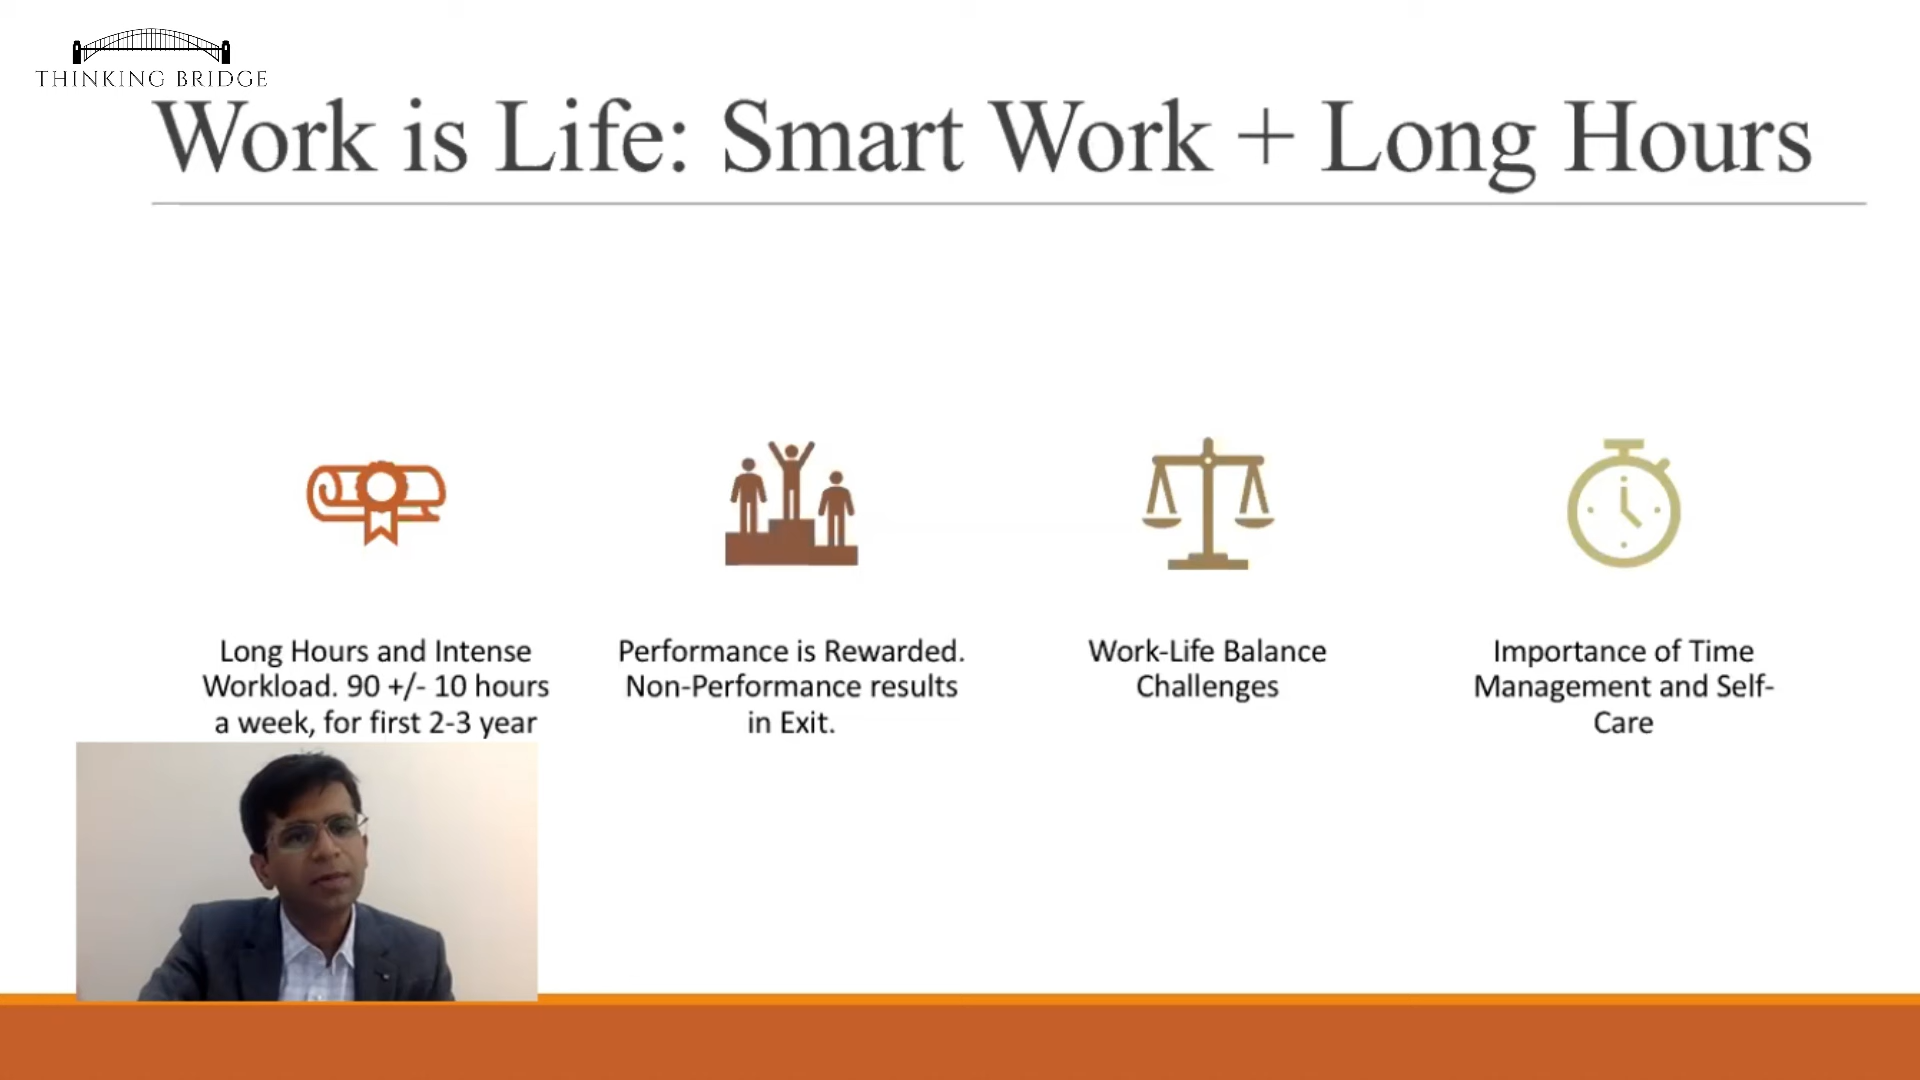 THINKING BRIDGE
Work is Life: Smart Work + Long Hours
Long Hours and Intense
Workload. 90 +/- 10 hours
a week, for first 2-3 year
Performance is Rewarded.
Non-Performance results
in Exit.
Work-Life Balance
Challenges
Importance of Time
Management and Self-
Care